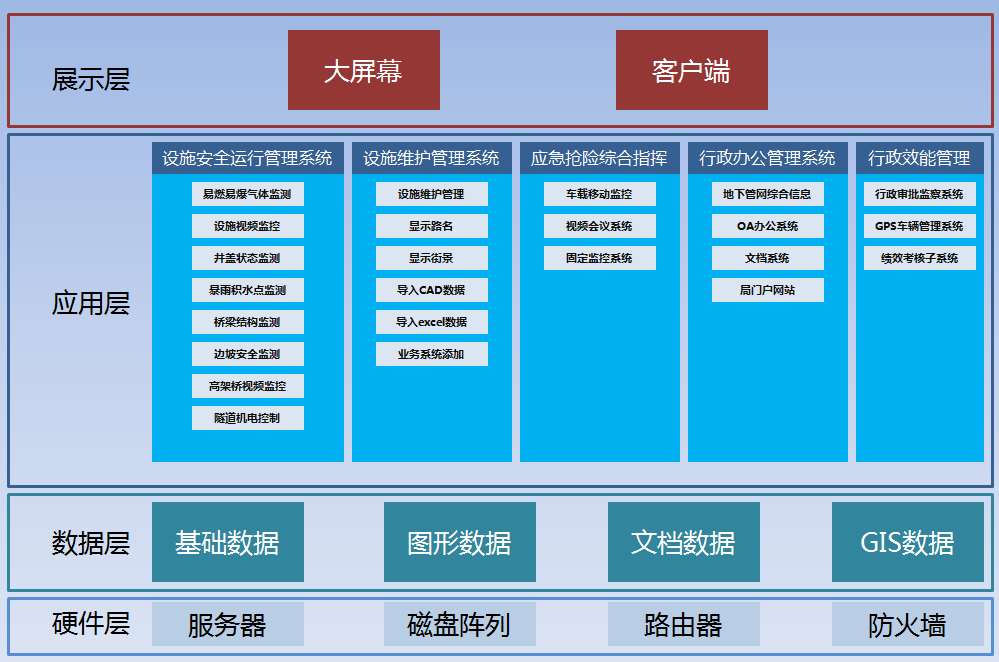 展示层
大屏幕
客户端
应用层
设施安全运行管理系统
易燃易爆气体监测
设施视频监控
井盖状态监测
暴雨积水点监测
桥梁结构监测
边坡安全监测
高架桥视频监控
隧道机电控制
设施维护管理系统
设施维护管理
显示路名
显示街景
导入CAD数据
导入excel数据
业务系统添加
应急抢险综合指挥
车载移动监控
视频会议系统
固定监控系统
行政办公管理系统
地下管网综合信息
OA办公系统
文档系统
局门户网站
行政效能管理
行政审批监察系统
GPS车辆管理系统
绩效考核子系统
数据层
基础数据
图形数据
文档数据
GIS数据
硬件层
服务器
磁盘阵列
路由器
防火墙